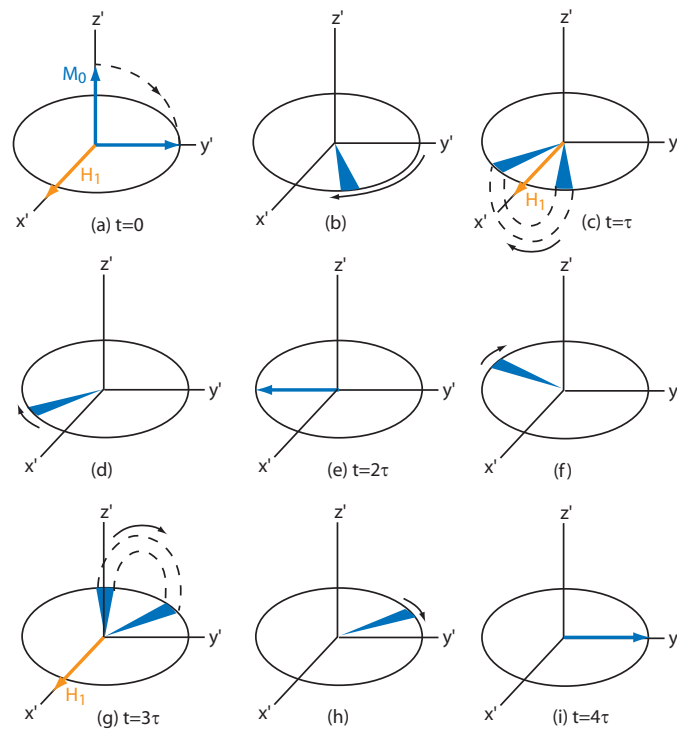 z'
M0
y'
H1
x'
(a) t=0
z'
y'
x'
(b)
z'
y'
x'
H1
(c) t=τ
z'
y'
x'
(d)
z'
y'
x'
(e) t=2τ
z'
y
x'
(f)
z'
y'
H1
x'
(g) t=3τ
z'
y'
x'
(h)
z'
y
x'
(i) t=4τ